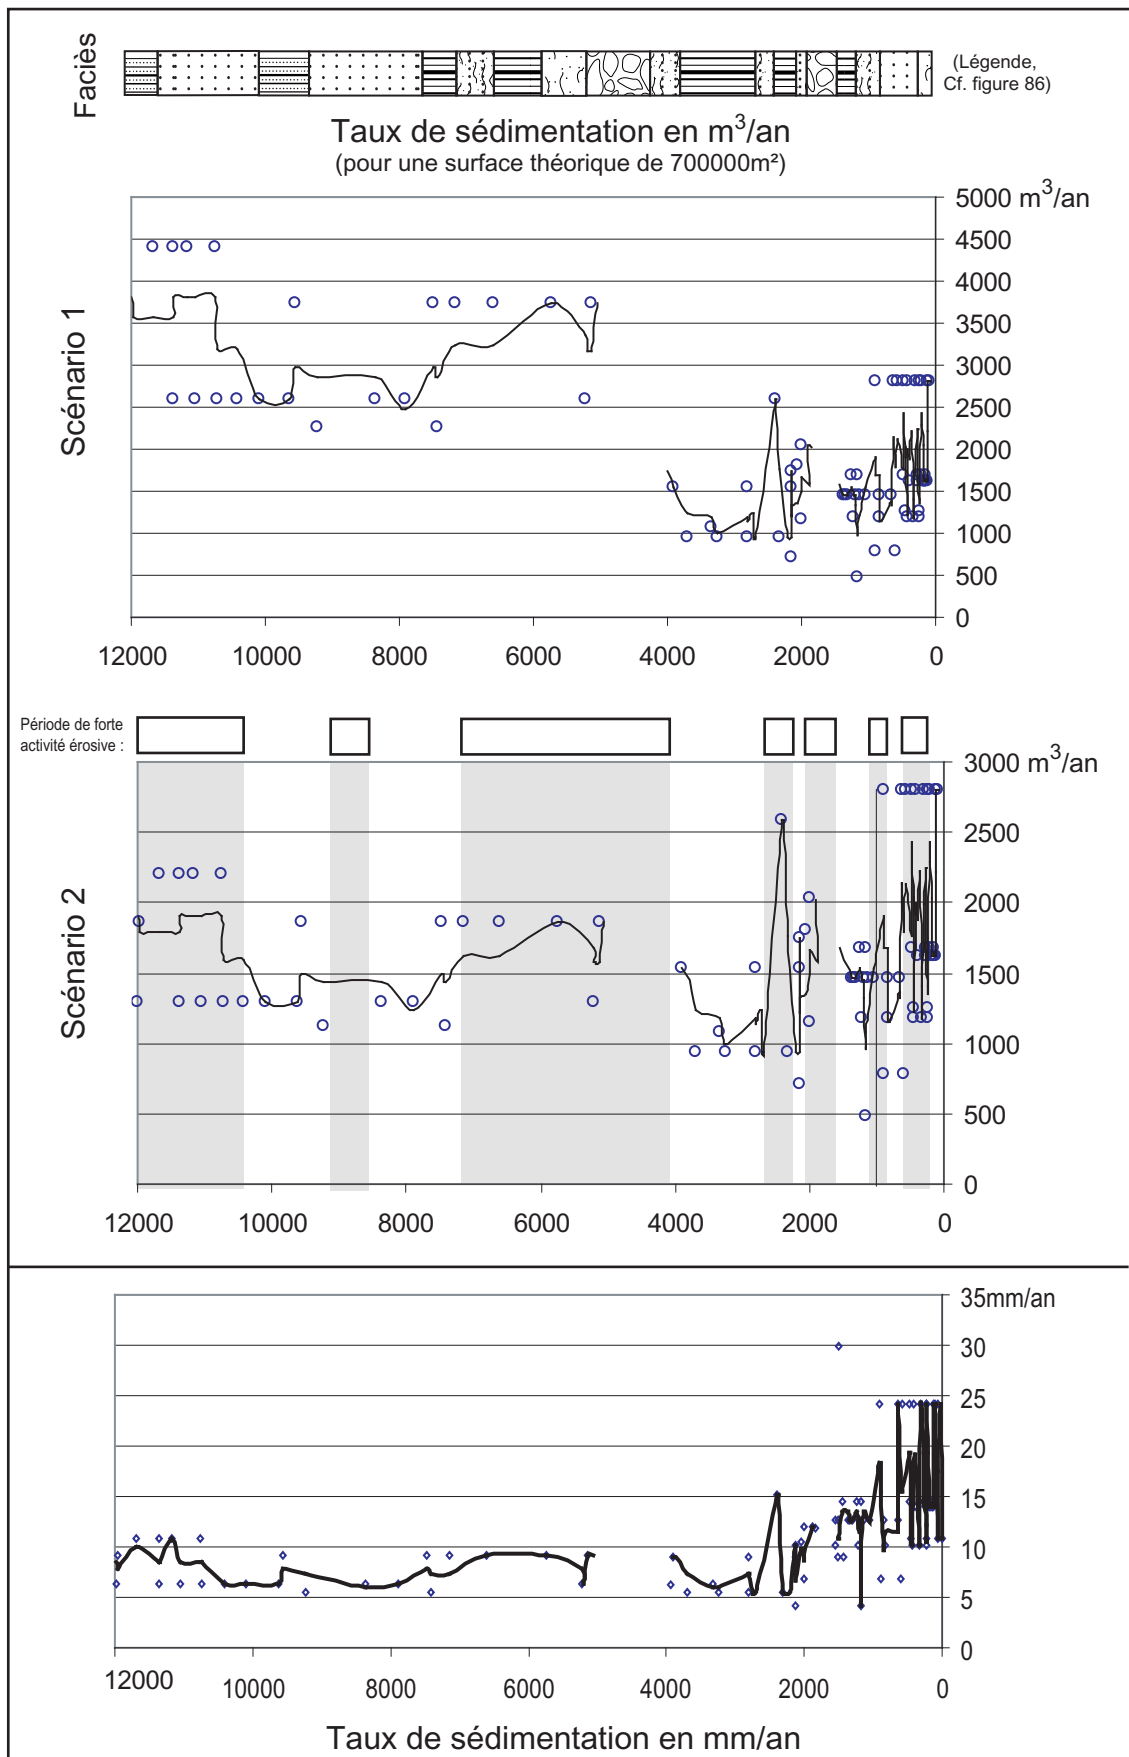 Faciès
(Légende,
Cf. figure 86)
Taux de sédimentation en m³/an
(pour une surface théorique de 700000m²)
Scénario 1
5000 m³/an
4500
4000
3500
3000
2500
2000
1500
1000
500
0
12000 10000 8000 6000 4000 2000 0
Période de forte
activité érosive :
Scénario 2
3000 m³/an
2500
2000
1500
1000
500
0
12000 10000 8000 6000 4000 2000 0
35mm/an
30
25
20
15
10
5
0
12000 10000 8000 6000 4000 2000 0
Taux de sédimentation en mm/an